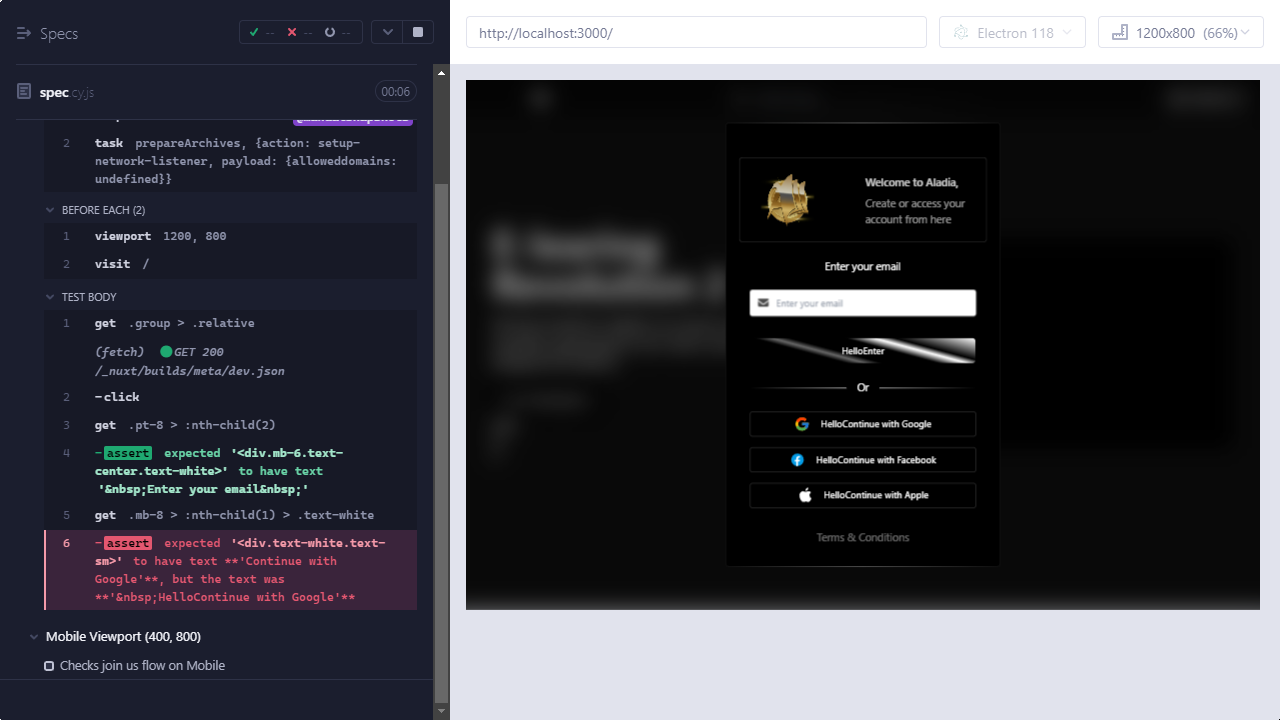 Specs
--
--
--
spec.cy.js
00:06
2 task prepareArchives, {action: setup-
network-listener, payload: {alloweddomains:
undefined}}
BEFORE EACH (2)
1 viewport 1200, 800
2 visit /
TEST BODY
1 get .group > .relative
(fetch) GET 200
/_nuxt/builds/meta/dev.json
2 -click
3 get .pt-8 > :nth-child(2)
4 -assert expected '<div.mb-6.text-
center.text-white>' to have text
'&nbsp;Enter your email&nbsp;'
5 get .mb-8 > :nth-child(1) > .text-white
6 -assert expected '<div.text-white.text-
sm>' to have text **'Continue with
Google'**, but the text was
**'&nbsp;HelloContinue with Google'**
Mobile Viewport (400, 800)
Checks join us flow on Mobile
http://localhost:3000/
Electron 118
1200x800 (66%)
Welcome to Aladia,
Create or access your
account from here
Enter your email
Enter your email
HelloEnter
Or
HelloContinue with Google
HelloContinue with Facebook
HelloContinue with Apple
Terms & Conditions